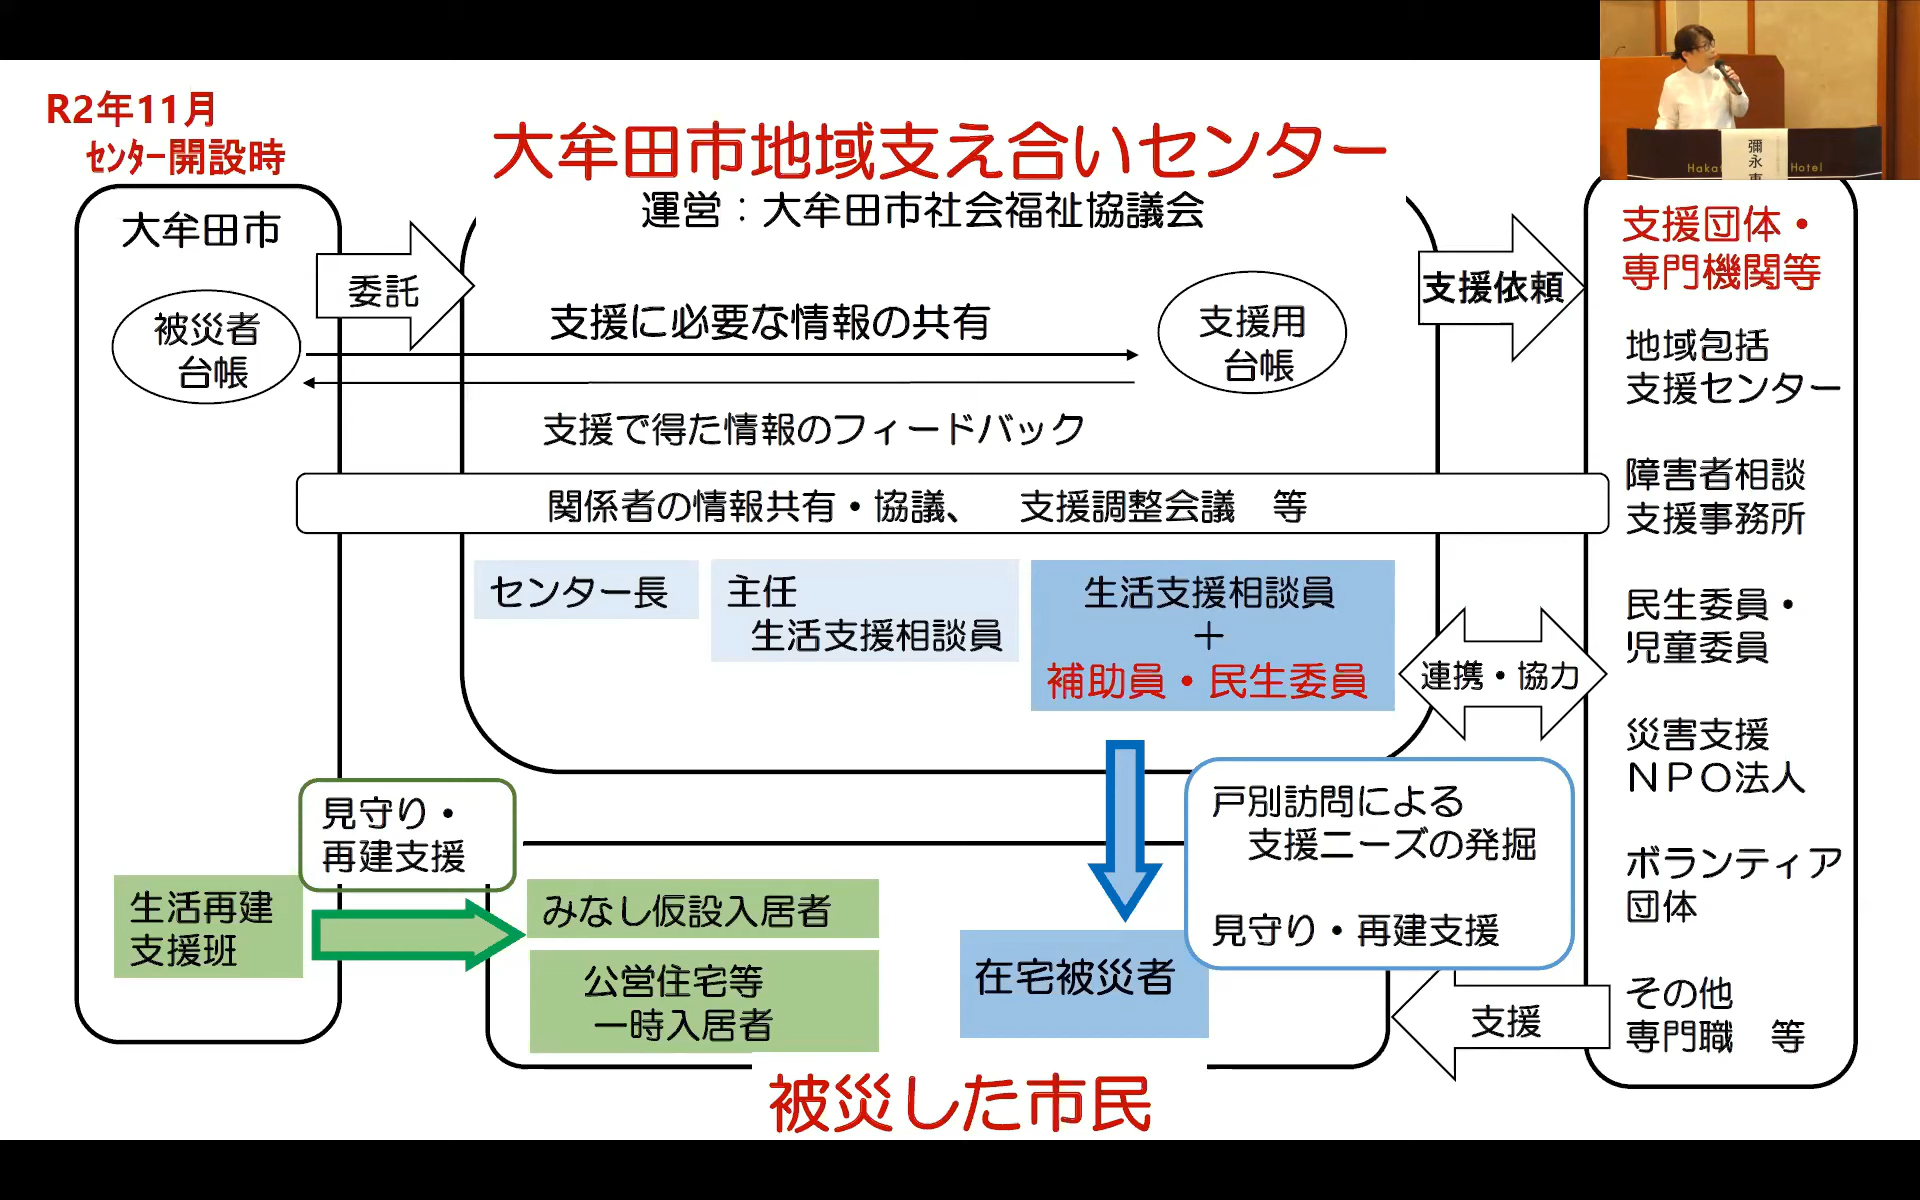 R2年11月
ｾﾝﾀｰ開設時
大牟田市地域支え合いセンター
運営：大牟田市社会福祉協議会
大牟田市
委託
被災者
台帳
支援に必要な情報の共有
支援用
台帳
支援で得た情報のフィードバック
関係者の情報共有・協議、　支援調整会議　等
センター長
主任
生活支援相談員
生活支援相談員
＋
補助員・民生委員
支援依頼
連携・協力
支援団体・
専門機関等
地域包括
支援センター
障害者相談
支援事務所
民生委員・
児童委員
災害支援
ＮＰＯ法人
ボランティア
団体
その他
専門職　等
見守り・
再建支援
生活再建
支援班
みなし仮設入居者
公営住宅等
一時入居者
在宅被災者
戸別訪問による
支援ニーズの発掘
見守り・再建支援
支援
被災した市民
彌永
Hotel